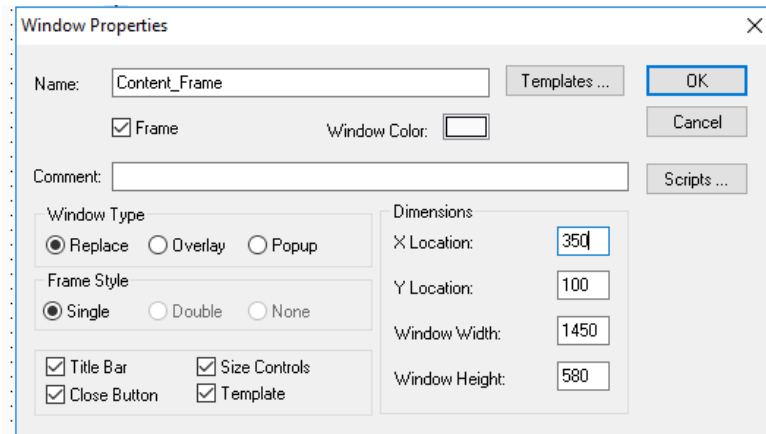 Window Properties
Name: Content_Frame Templates ... OK
Frame Window Color: Cancel
Comment: Scripts ...
Window Type
Replace Overlay Popup
Frame Style
Single Double None
Title Bar Size Controls
Close Button Template
Dimensions
X Location: 350
Y Location: 100
Window Width: 1450
Window Height: 580